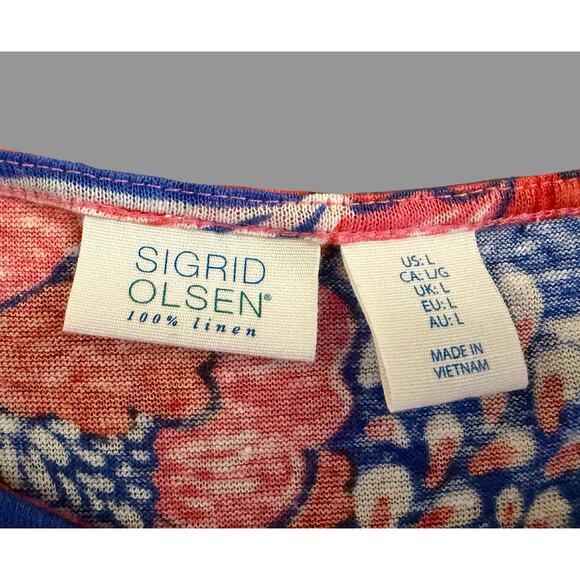 SIGRID
OLSEN®
100% linen
US: L
CA: L/G
UK: L
EU: L
AU: L
MADE IN
VIETNAM